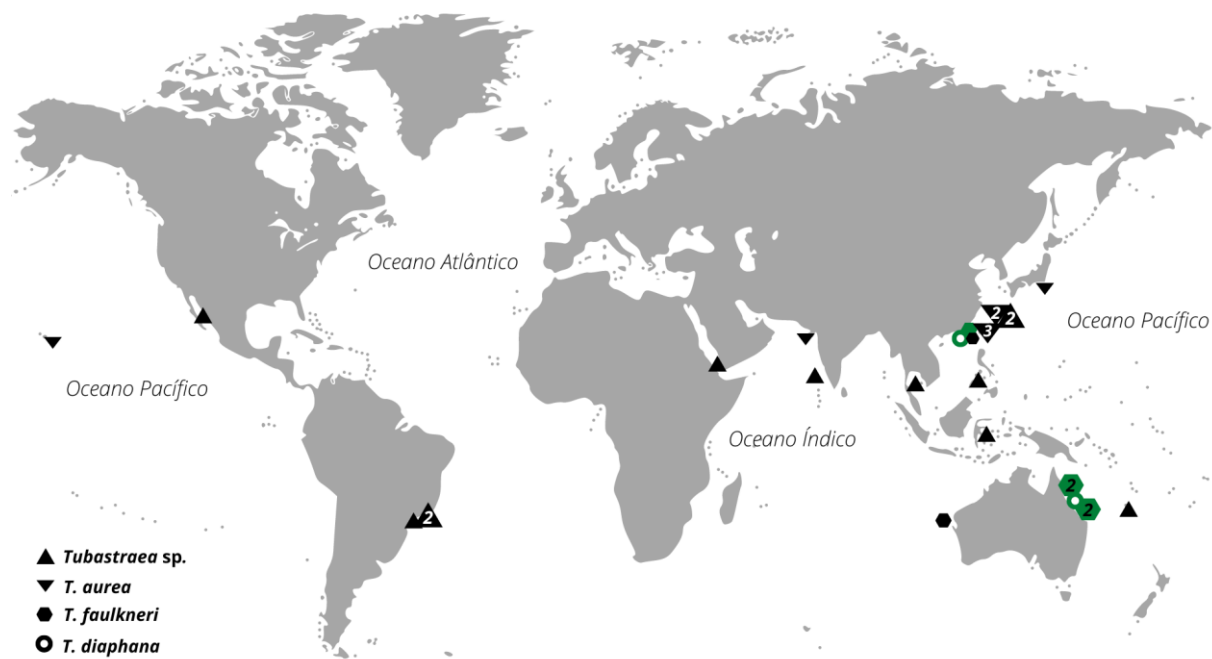 Oceano Atlântico
2
2
Oceano Pacífico
3
Oceano Pacífico
Oceano Índico
2
2
2
Tubastraea sp.
T. aurea
T. faulkneri
T. diaphana